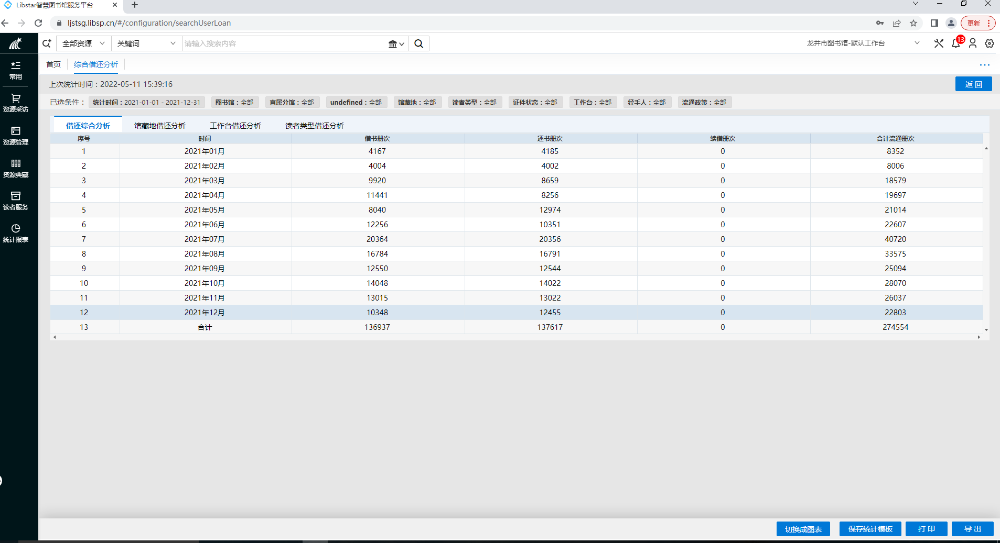 Libstar智慧图书馆服务平台
ljstsg.libsp.cn/#/configuration/searchUserLoan
更新
全部资源 关键词 请输入搜索内容 龙井市图书馆-默认工作台 13
常用
资源采访
资源管理
资源典藏
读者服务
统计报表
首页 综合借还分析
上次统计时间：2022-05-11 15:39:16 返 回
已选条件： 统计时间：2021-01-01 - 2021-12-31 图书馆：全部 直属分馆：全部 undefined：全部 馆藏地：全部 读者类型：全部 证件状态：全部 工作台：全部 经手人：全部 流通政策：全部
借还综合分析 馆藏地借还分析 工作台借还分析 读者类型借还分析
序号 时间 借书册次 还书册次 续借册次 合计流通册次
1 2021年01月 4167 4185 0 8352
2 2021年02月 4004 4002 0 8006
3 2021年03月 9920 8659 0 18579
4 2021年04月 11441 8256 0 19697
5 2021年05月 8040 12974 0 21014
6 2021年06月 12256 10351 0 22607
7 2021年07月 20364 20356 0 40720
8 2021年08月 16784 16791 0 33575
9 2021年09月 12550 12544 0 25094
10 2021年10月 14048 14022 0 28070
11 2021年11月 13015 13022 0 26037
12 2021年12月 10348 12455 0 22803
13 合计 136937 137617 0 274554
切换成图表 保存统计模板 打 印 导 出